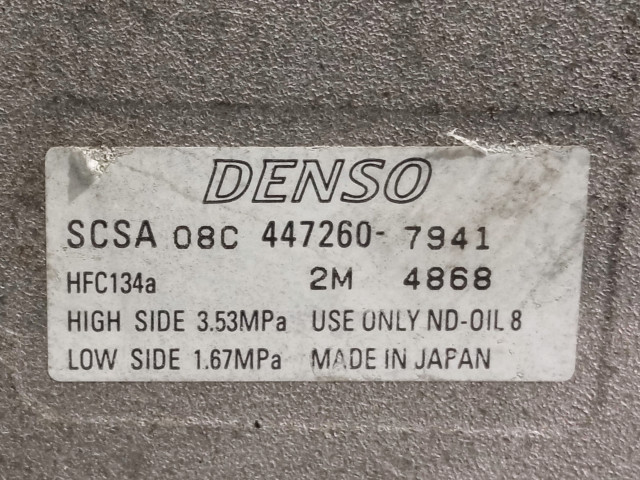 DENSO
SCSA 08C 447260- 7941
HFC134a 2M 4868
HIGH SIDE 3.53MPa USE ONLY ND-OIL 8
LOW SIDE 1.67MPa MADE IN JAPAN